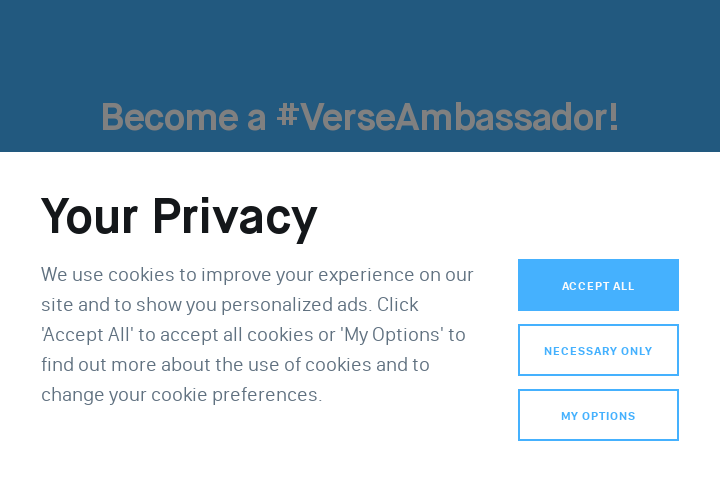 Become a #VerseAmbassador!
Your Privacy
We use cookies to improve your experience on our
site and to show you personalized ads. Click
'Accept All' to accept all cookies or 'My Options' to
find out more about the use of cookies and to
change your cookie preferences.
ACCEPT ALL
NECESSARY ONLY
MY OPTIONS